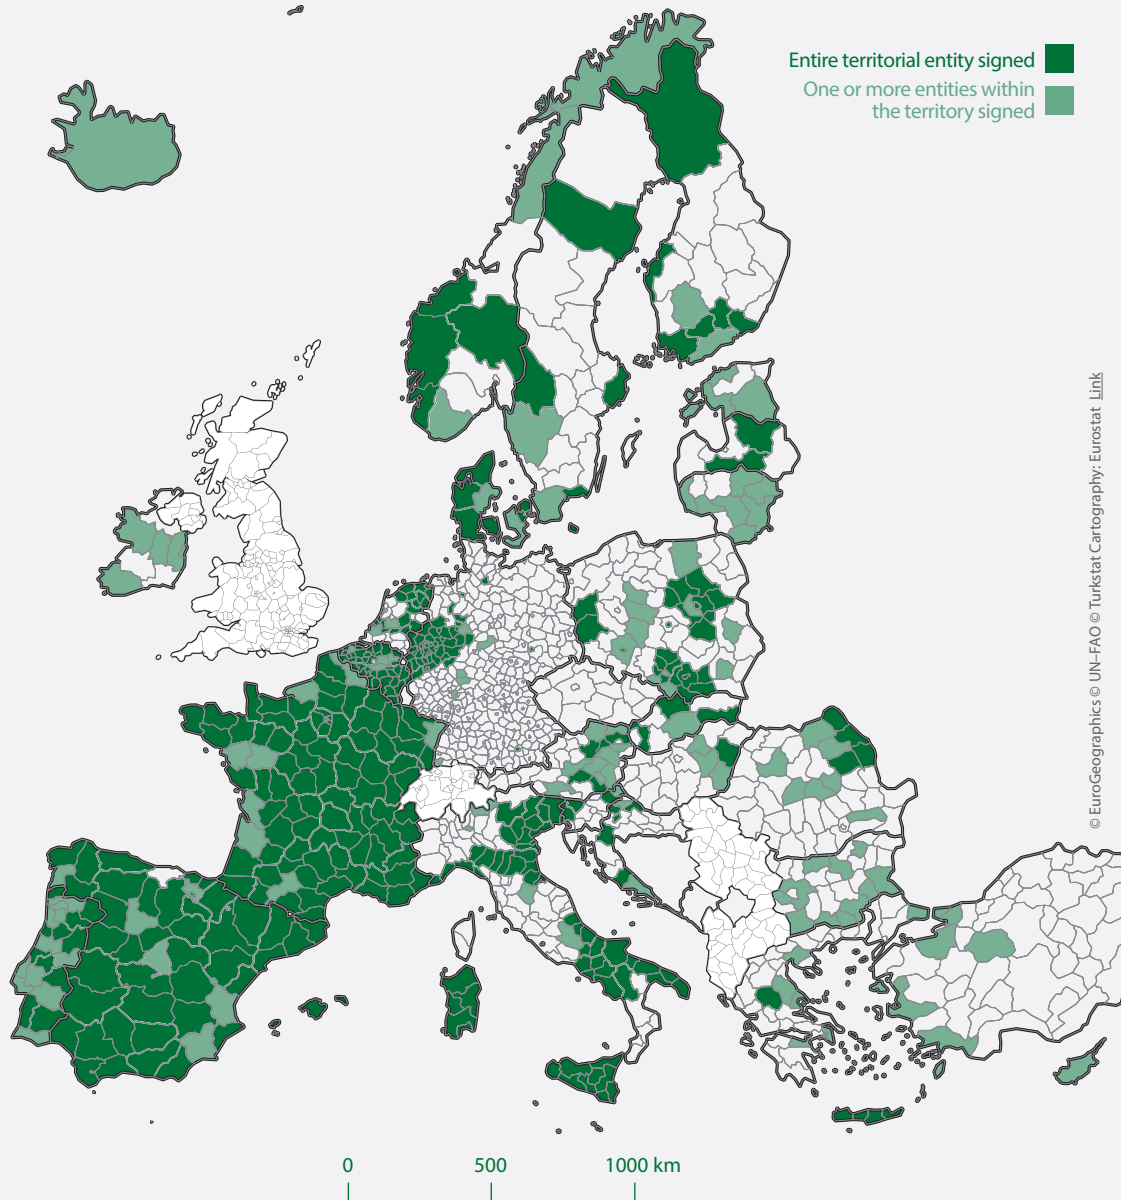 Entire territorial entity signed
One or more entities within
the territory signed
© EuroGeographics © UN–FAO © Turkstat Cartography: Eurostat Link
0 500 1000 km